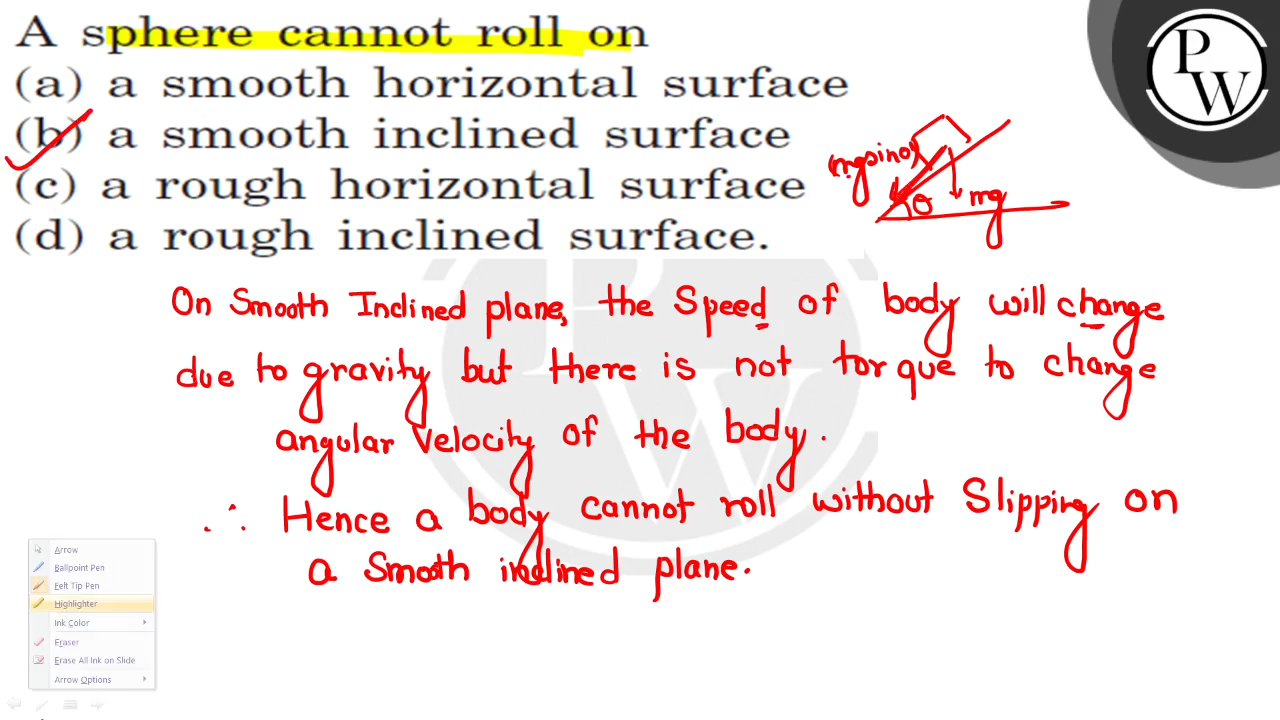 A sphere cannot roll on
(a) a smooth horizontal surface
(b) a smooth inclined surface
(c) a rough horizontal surface
(d) a rough inclined surface.
P
W
(mgsinθ)
θ
mg
On Smooth Inclined plane, the Speed of body will change
due to gravity but there is not torque to change
angular velocity of the body.
∴ Hence a body cannot roll without Slipping on
a Smooth inclined plane.
Arrow
Ballpoint Pen
Felt Tip Pen
Highlighter
Ink Color
Eraser
Erase All Ink on Slide
Arrow Options